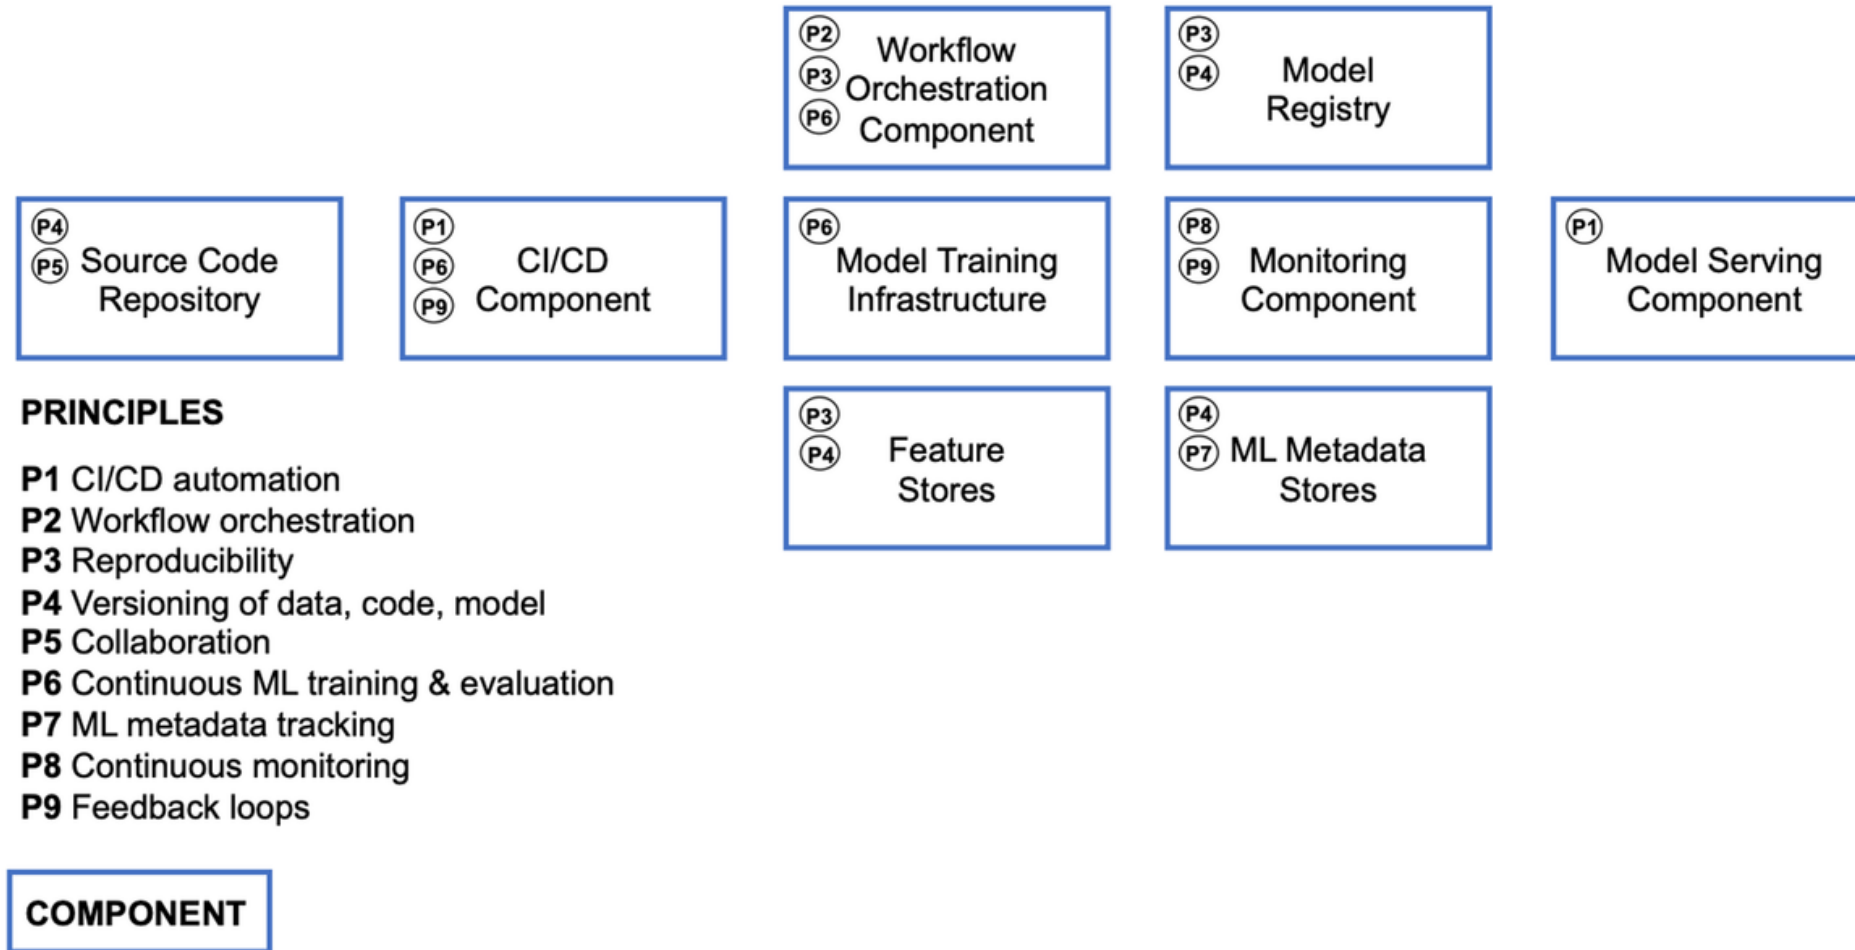 P2
P3
P6
Workflow
Orchestration
Component
P3
P4
Model
Registry
P4
P5
Source Code
Repository
P1
P6
P9
CI/CD
Component
P6
Model Training
Infrastructure
P8
P9
Monitoring
Component
P1
Model Serving
Component
P3
P4
Feature
Stores
P4
P7
ML Metadata
Stores
PRINCIPLES
P1 CI/CD automation
P2 Workflow orchestration
P3 Reproducibility
P4 Versioning of data, code, model
P5 Collaboration
P6 Continuous ML training & evaluation
P7 ML metadata tracking
P8 Continuous monitoring
P9 Feedback loops
COMPONENT